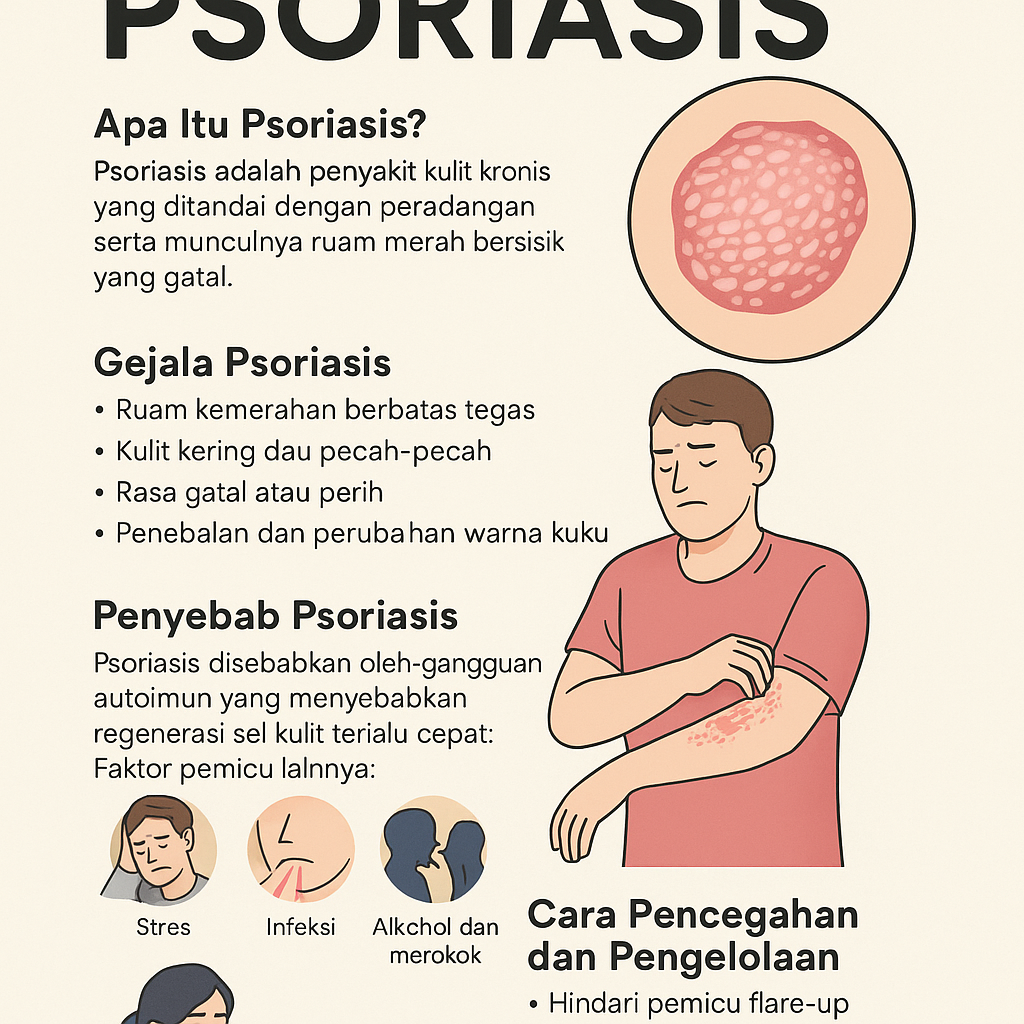 PSORIASIS
Apa Itu Psoriasis?
Psoriasis adalah penyakit kulit kronis
yang ditandai dengan peradangan
serta munculnya ruam merah bersisik
yang gatal.
Gejala Psoriasis
• Ruam kemerahan berbatas tegas
• Kulit kering dau pecah-pecah
• Rasa gatal atau perih
• Penebalan dan perubahan warna kuku
Penyebab Psoriasis
Psoriasis disebabkan oleh-gangguan
autoimun yang menyebabkan
regenerasi sel kulit terialu cepat:
Faktor pemicu lalnnya:
Stres
Infeksi
Alkchol dan
merokok
Cara Pencegahan
dan Pengelolaan
• Hindari pemicu flare-up